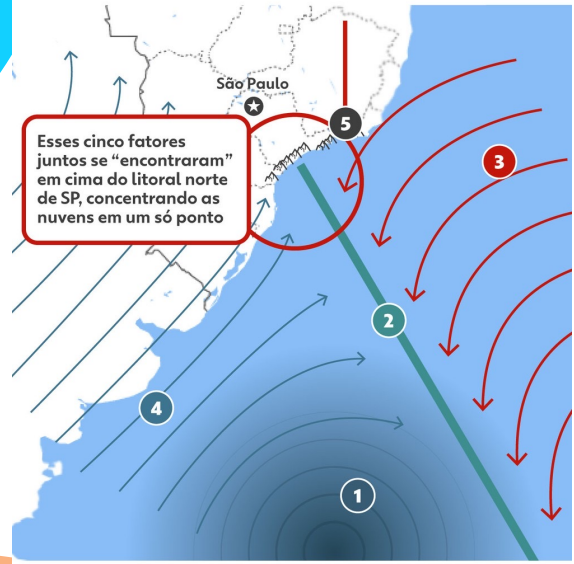 São Paulo
5
Esses cinco fatores
juntos se “encontraram”
em cima do litoral norte
de SP, concentrando as
nuvens em um só ponto
3
2
4
1